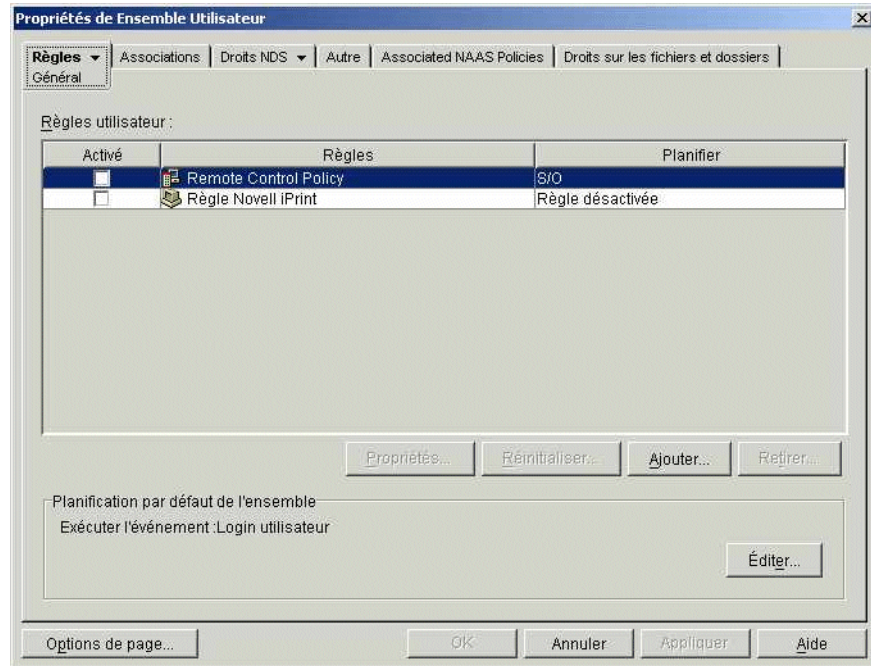 Propriétés de Ensemble Utilisateur
Règles Associations Droits NDS Autre Associated NAAS Policies Droits sur les fichiers et dossiers
Général
Règles utilisateur :
Activé Règles Planifier
Remote Control Policy S/O
Règle Novell iPrint Règle désactivée
Propriétés... Réinitialiser... Ajouter... Retirer...
Planification par défaut de l'ensemble
Exécuter l'événement :Login utilisateur
Éditer...
Options de page... OK Annuler Appliquer Aide